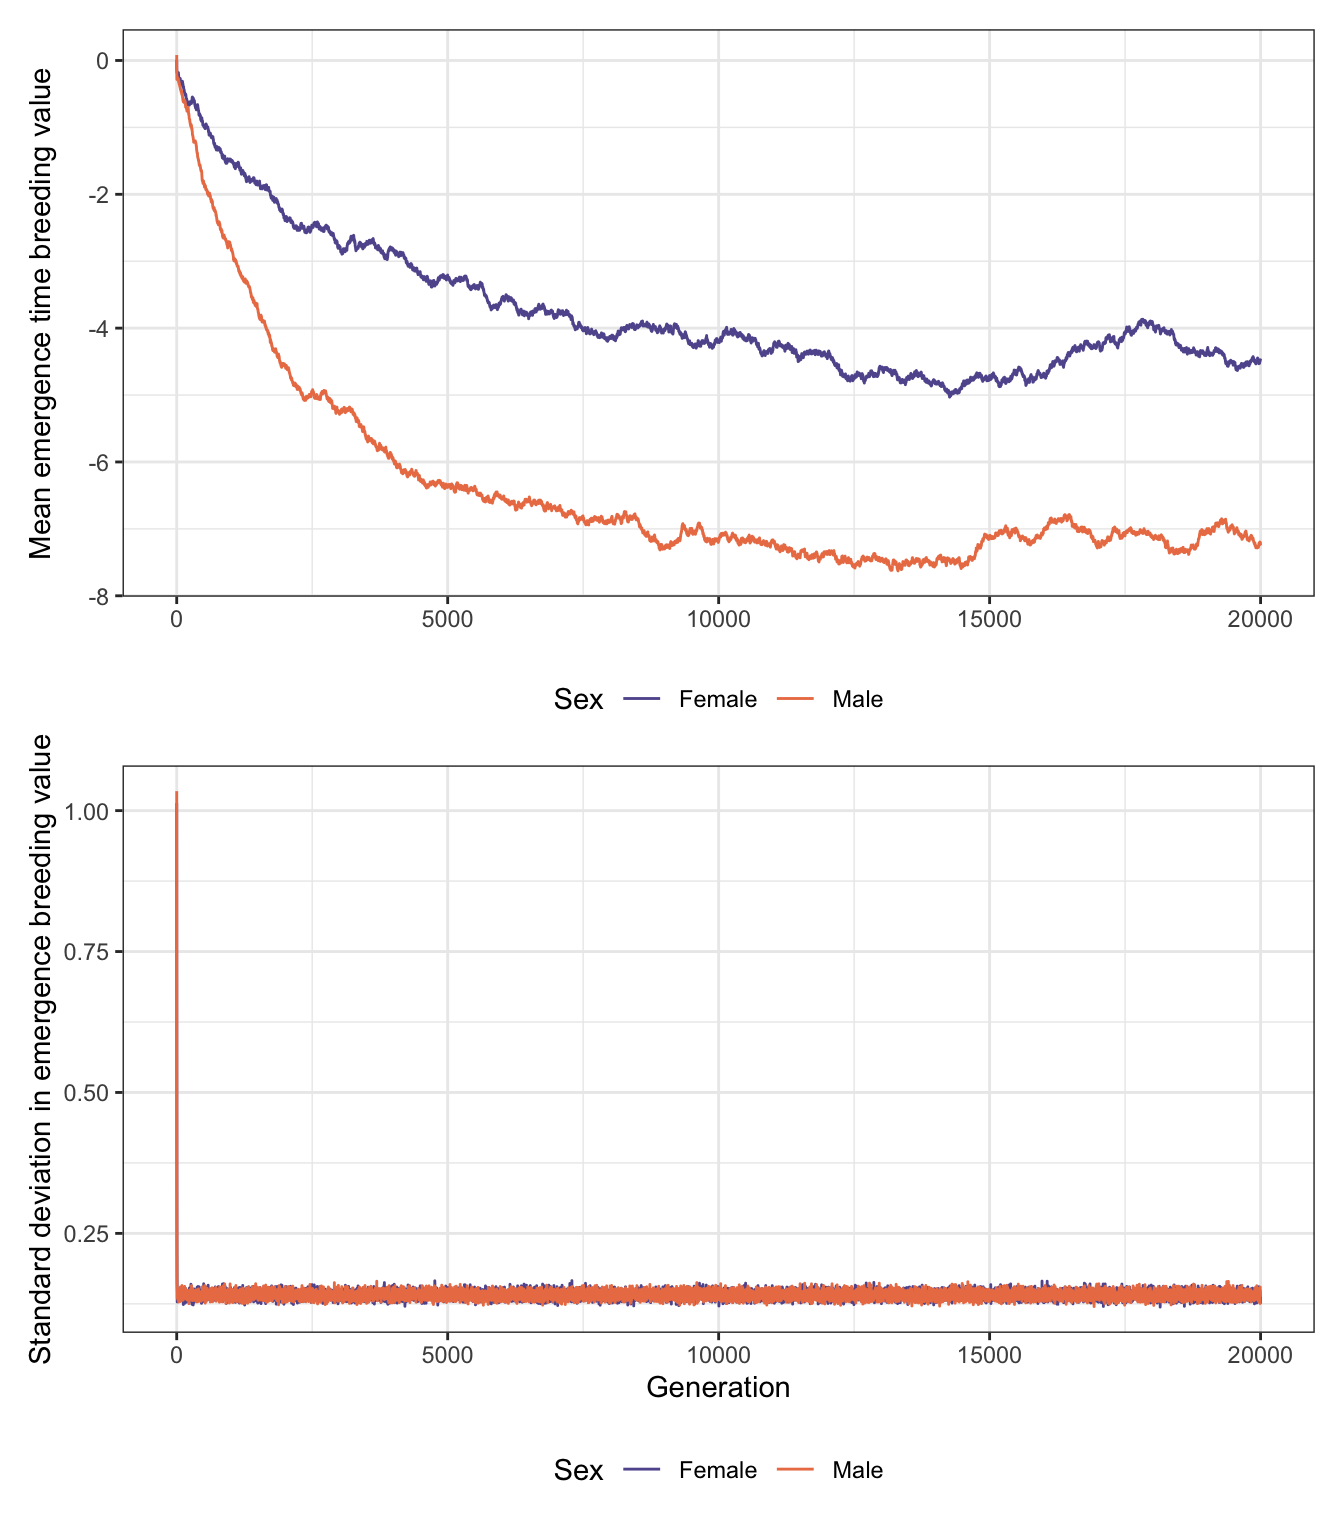 Mean emergence time breeding value
0
-2
-4
-6
-8
0 5000 10000 15000 20000
Sex Female Male
Standard deviation in emergence breeding value
1.00
0.75
0.50
0.25
0 5000 10000 15000 20000
Generation
Sex Female Male